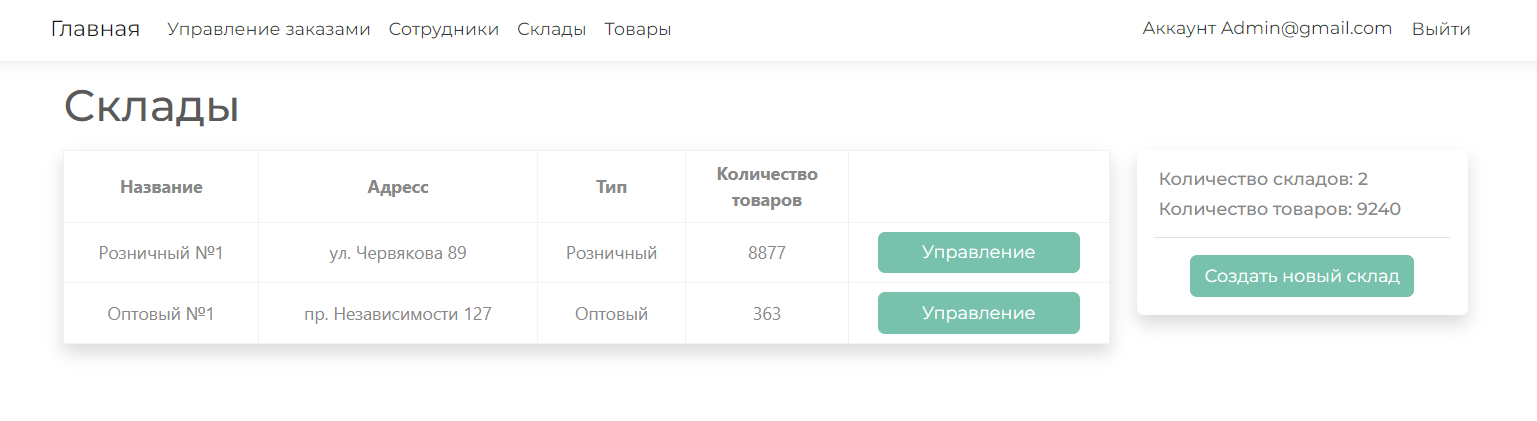 Главная Управление заказами Сотрудники Склады Товары Аккаунт Admin@gmail.com Выйти
Склады
Название Адресс Тип Количество товаров
Розничный №1 ул. Червякова 89 Розничный 8877 Управление
Оптовый №1 пр. Независимости 127 Оптовый 363 Управление
Количество складов: 2
Количество товаров: 9240
Создать новый склад